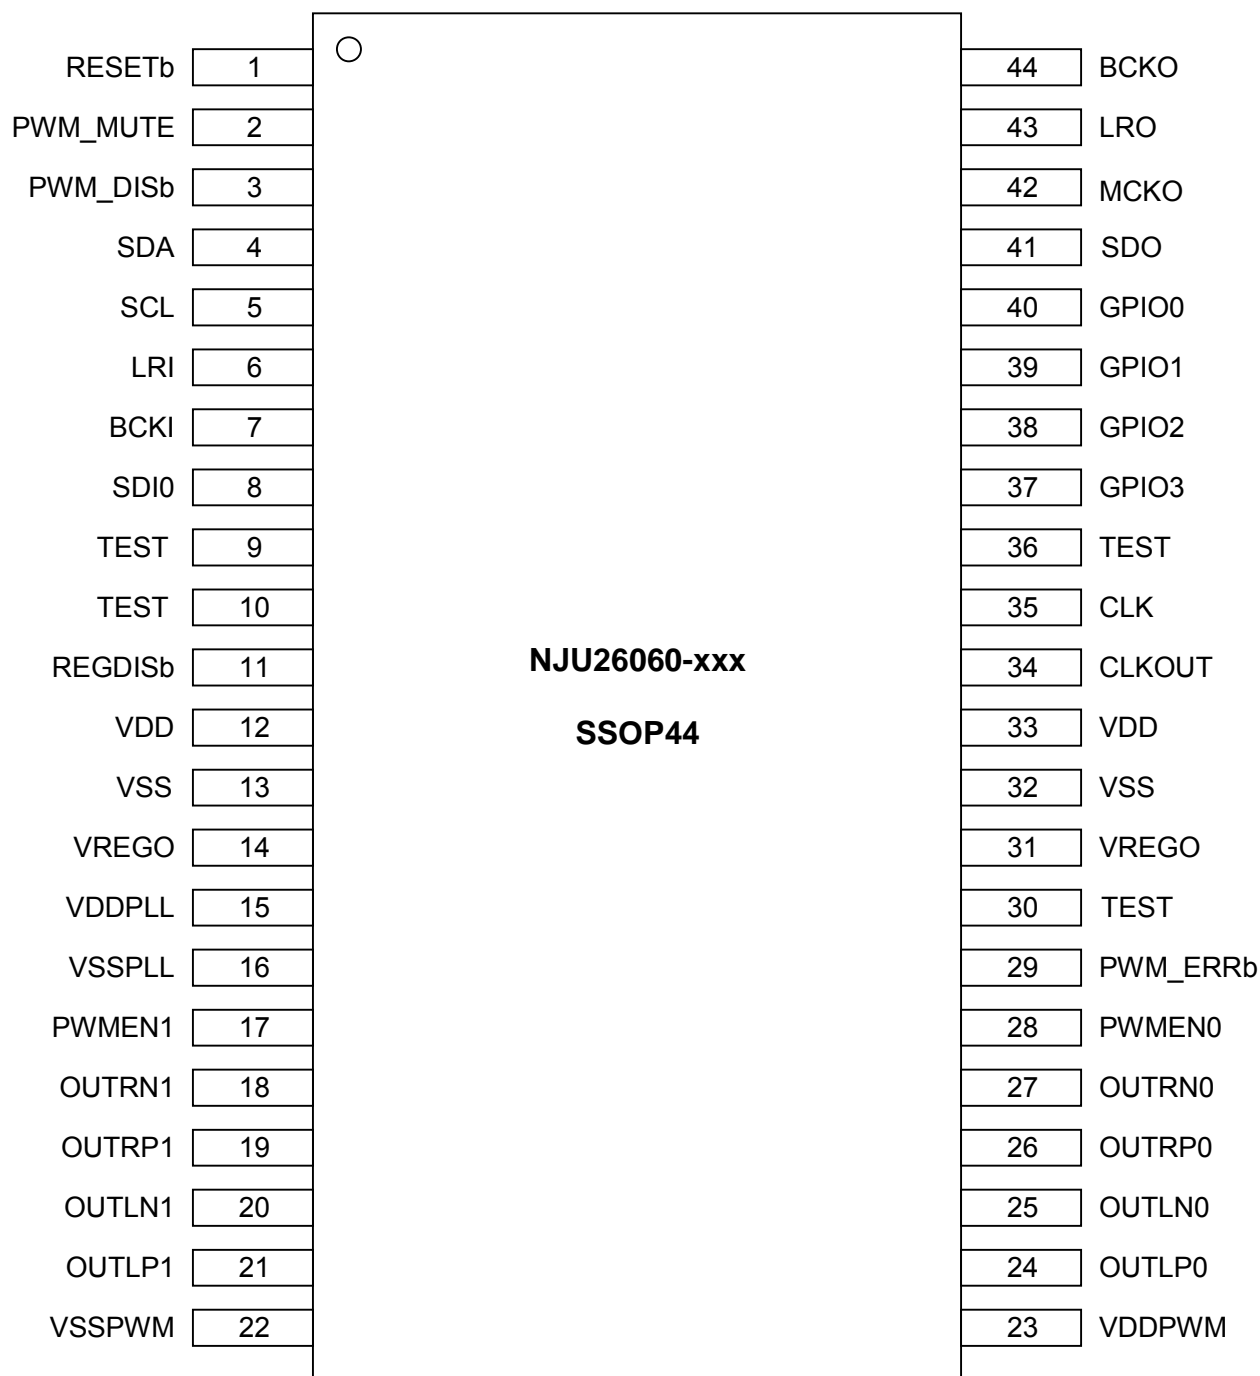 RESETb 1 44 BCKO
PWM_MUTE 2 43 LRO
PWM_DISb 3 42 MCKO
SDA 4 41 SDO
SCL 5 40 GPIO0
LRI 6 39 GPIO1
BCKI 7 38 GPIO2
SDI0 8 37 GPIO3
TEST 9 36 TEST
TEST 10 35 CLK
REGDISb 11 NJU26060-xxx 34 CLKOUT
VDD 12 SSOP44 33 VDD
VSS 13 32 VSS
VREGO 14 31 VREGO
VDDPLL 15 30 TEST
VSSPLL 16 29 PWM_ERRb
PWMEN1 17 28 PWMEN0
OUTRN1 18 27 OUTRN0
OUTRP1 19 26 OUTRP0
OUTLN1 20 25 OUTLN0
OUTLP1 21 24 OUTLP0
VSSPWM 22 23 VDDPWM